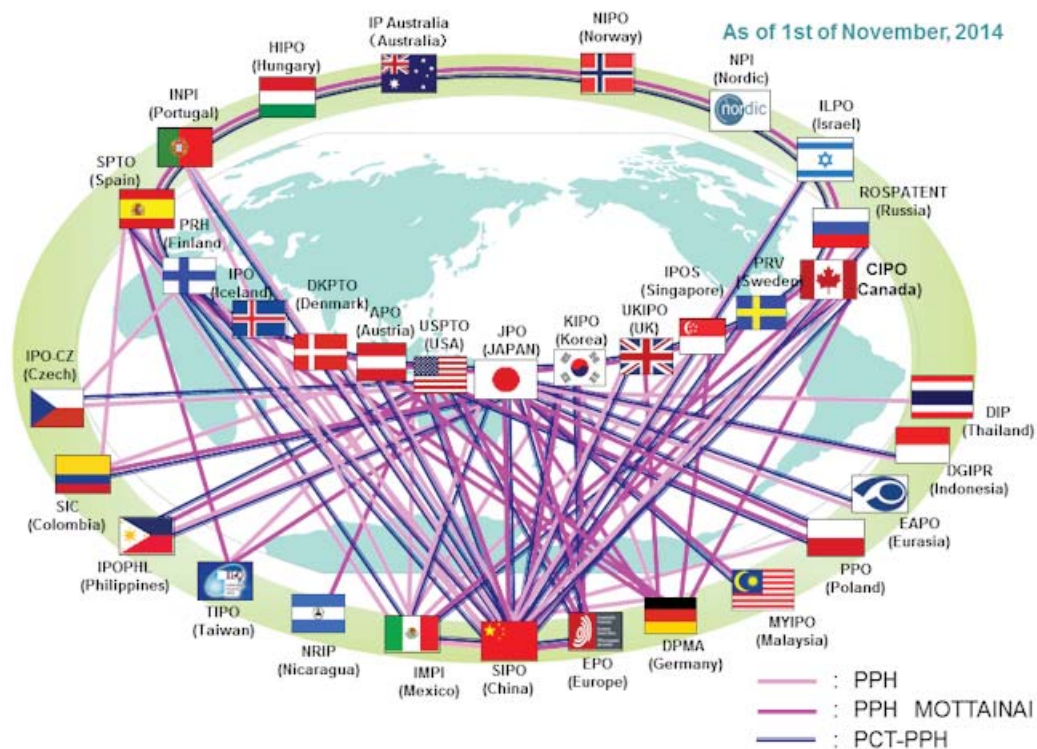 As of 1st of November, 2014
IP Australia
(Australia)
NIPO
(Norway)
HIPO
(Hungary)
NPI
(Nordic)
nordic
INPI
(Portugal)
ILPO
(Israel)
SPTO
(Spain)
ROSPATENT
(Russia)
PRH
(Finland)
IPO
(Iceland)
DKPTO
(Denmark)
APO
(Austria)
USPTO
(USA)
JPO
(JAPAN)
KIPO
(Korea)
UKIPO
(UK)
IPOS
(Singapore)
PRV
(Sweden)
CIPO
Canada)
IPO-CZ
(Czech)
DIP
(Thailand)
SIC
(Colombia)
DGIPR
(Indonesia)
IPOPHL
(Philippines)
EAPO
(Eurasia)
TIPO
(Taiwan)
PPO
(Poland)
NRIP
(Nicaragua)
MYIPO
(Malaysia)
IMPI
(Mexico)
SIPO
(China)
EPO
(Europe)
DPMA
(Germany)
: PPH
: PPH MOTTAINAI
: PCT-PPH